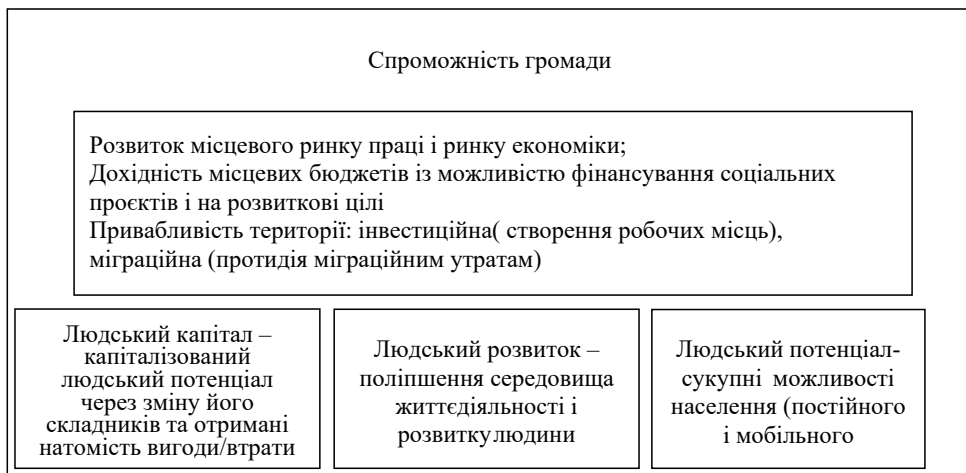 Спроможність громади
Розвиток місцевого ринку праці і ринку економіки;
Дохідність місцевих бюджетів із можливістю фінансування соціальних
проєктів і на розвиткові цілі
Привабливість території: інвестиційна( створення робочих місць),
міграційна (протидія міграційним утратам)
Людський капітал –
капіталізований
людський потенціал
через зміну його
складників та отримані
натомість вигоди/втрати
Людський розвиток –
поліпшення середовища
життєдіяльності і
розвиткулюдини
Людський потенціал-
сукупні можливості
населення (постійного
і мобільного